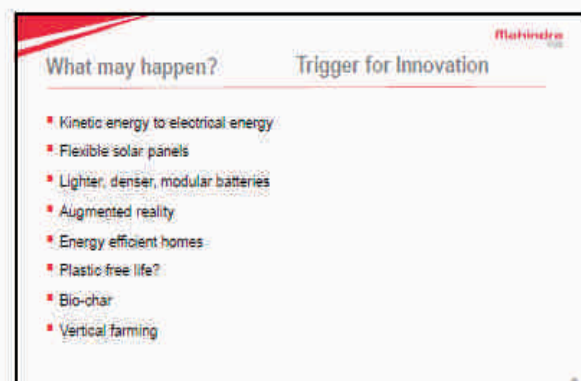 Mahindra
What may happen? Trigger for Innovation
Kinetic energy to electrical energy
Flexible solar panels
Lighter, denser, modular batteries
Augmented reality
Energy efficient homes
Plastic free life?
Bio-char
Vertical farming